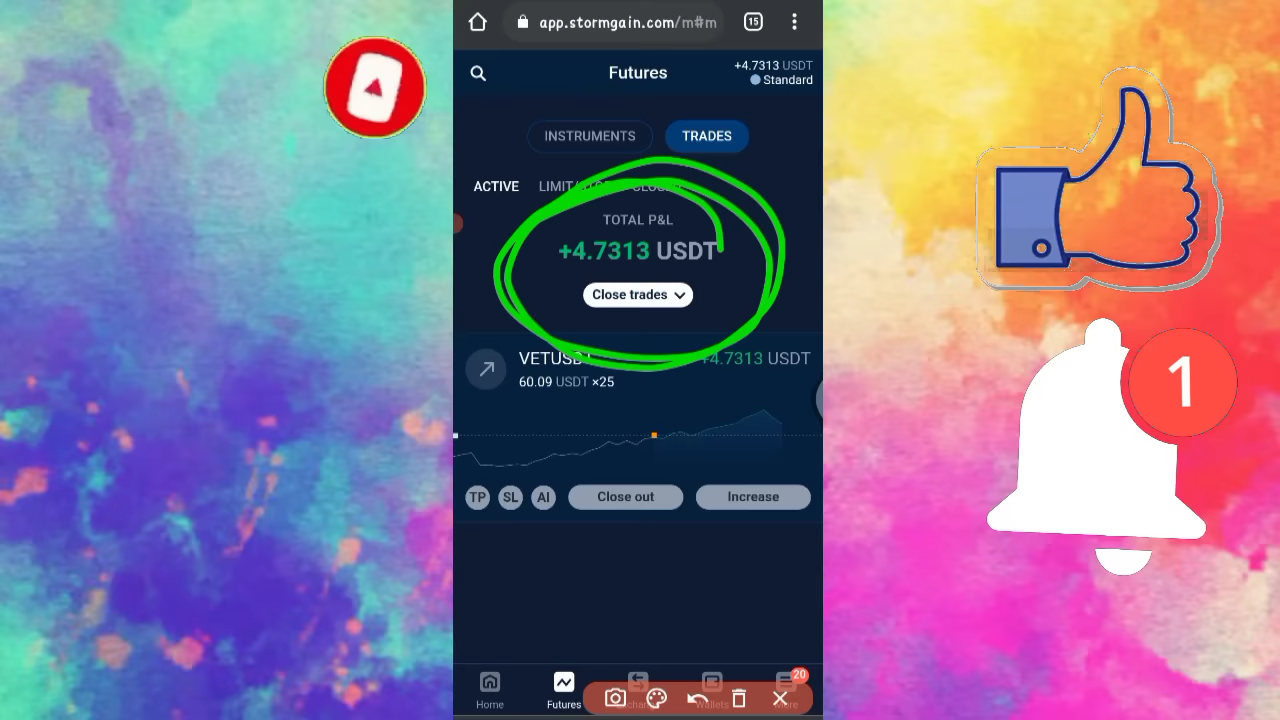 app.stormgain.com/m#m
15
Futures
+4.7313 USDT
Standard
INSTRUMENTS
TRADES
ACTIVE
TOTAL P&L
+4.7313 USDT
Close trades
+4.7313 USDT
60.09 USDT ×25
TP
SL
AI
Close out
Increase
1
20
Home
Futures